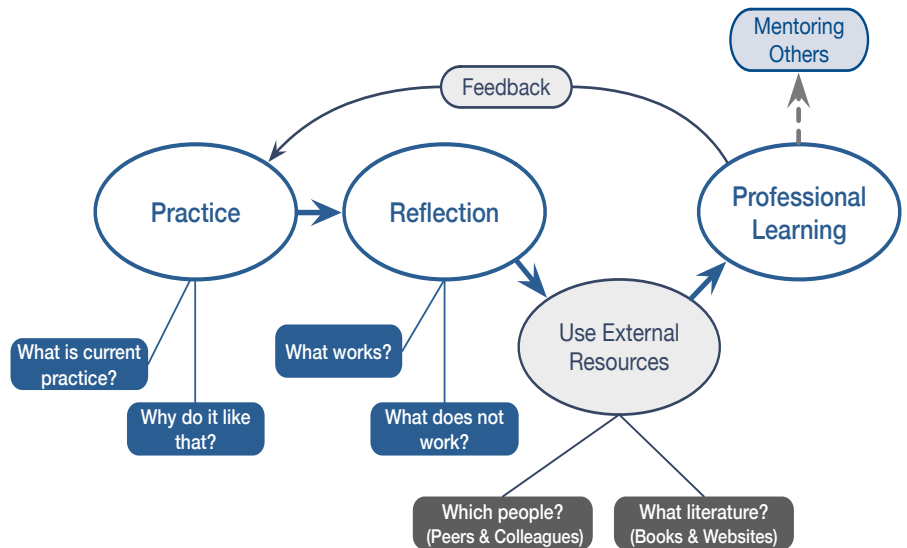 Mentoring
Others
Feedback
Practice
Reflection
Professional
Learning
Use External
Resources
What is current
practice?
What works?
Why do it like
that?
What does not
work?
Which people?
(Peers & Colleagues)
What literature?
(Books & Websites)